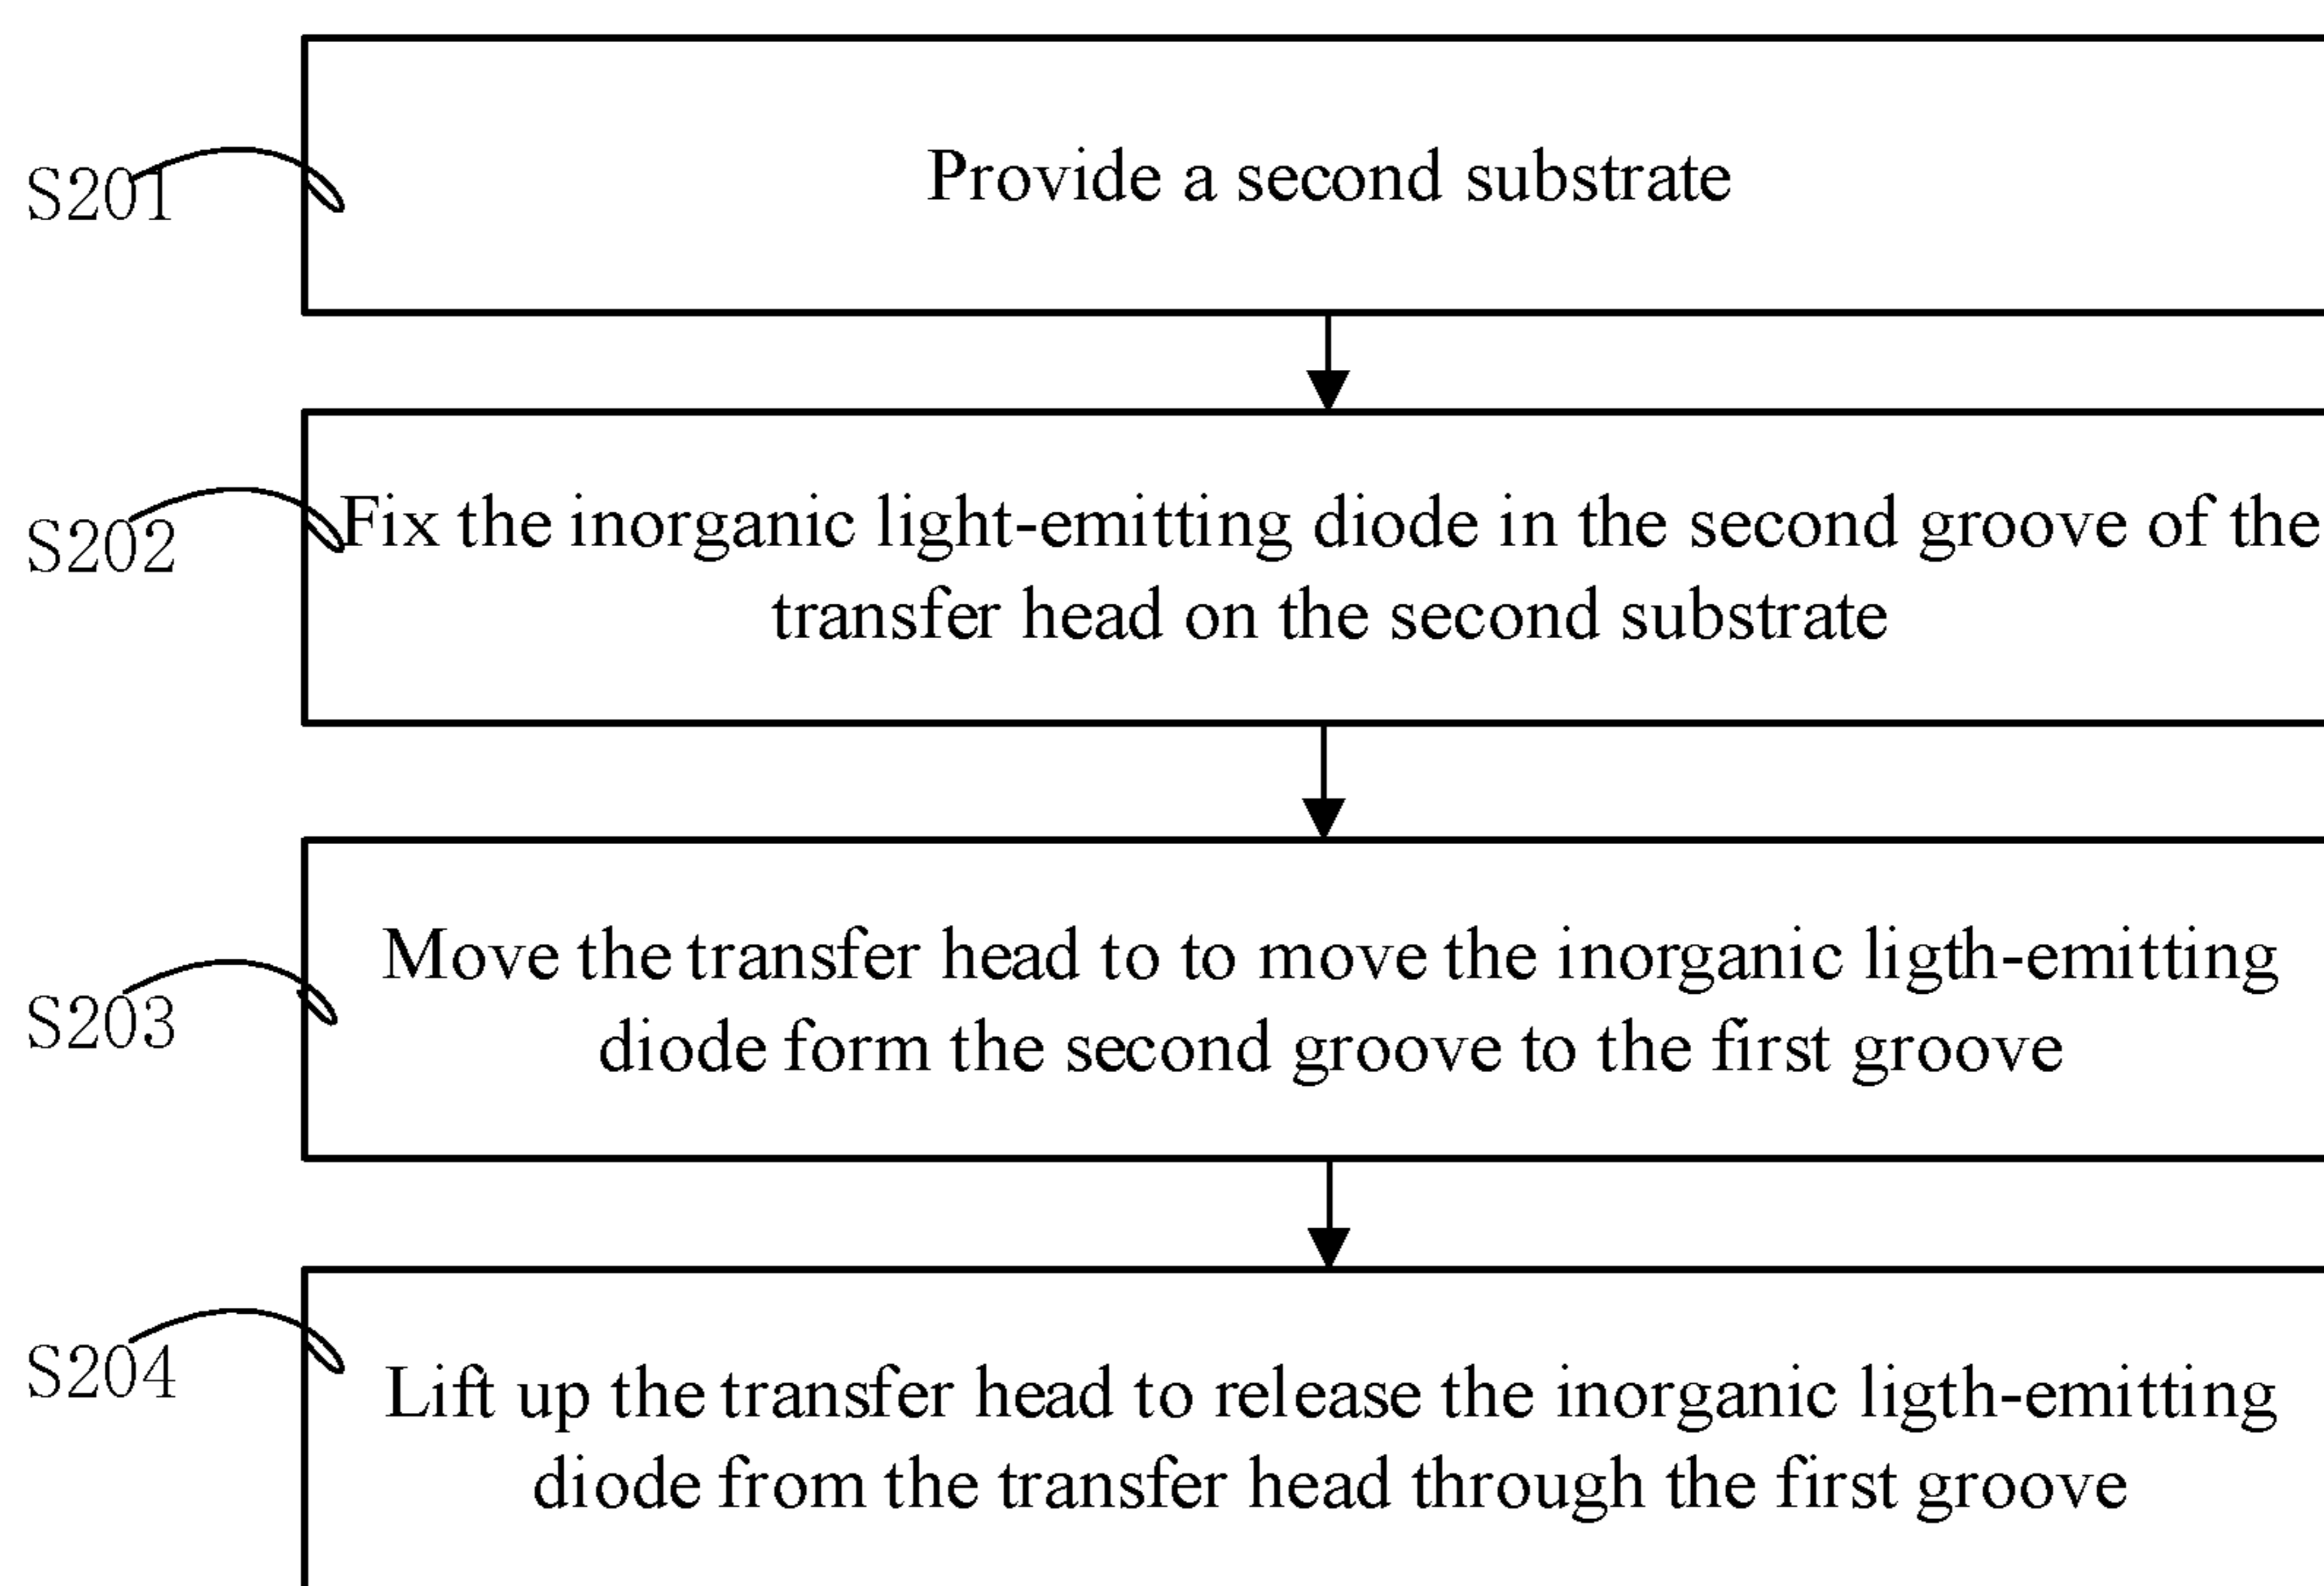 S201
Provide a second substrate
S202
Fix the inorganic light-emitting diode in the second groove of the
transfer head on the second substrate
S203
Move the transfer head to to move the inorganic ligth-emitting
diode form the second groove to the first groove
S204
Lift up the transfer head to release the inorganic ligth-emitting
diode from the transfer head through the first groove